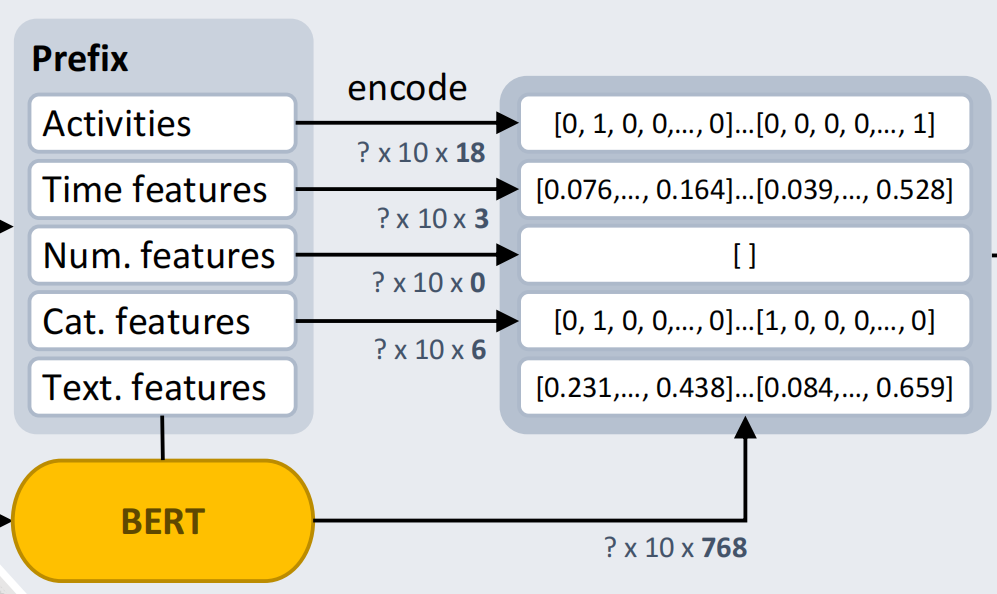 Prefix
encode
Activities
[0, 1, 0, 0,..., 0]...[0, 0, 0, 0,..., 1]
? x 10 x 18
Time features
[0.076,..., 0.164]...[0.039,..., 0.528]
? x 10 x 3
Num. features
[ ]
? x 10 x 0
Cat. features
[0, 1, 0, 0,..., 0]...[1, 0, 0, 0,..., 0]
? x 10 x 6
Text. features
[0.231,..., 0.438]...[0.084,..., 0.659]
BERT
? x 10 x 768